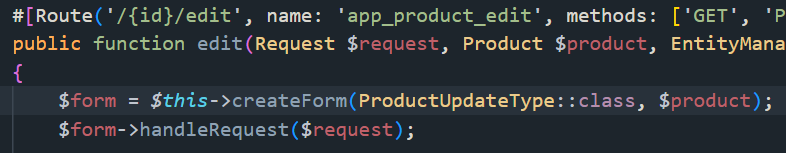 #[Route('/{id}/edit', name: 'app_product_edit', methods: ['GET', 'P
public function edit(Request $request, Product $product, EntityMana
{
$form = $this->createForm(ProductUpdateType::class, $product);
$form->handleRequest($request);